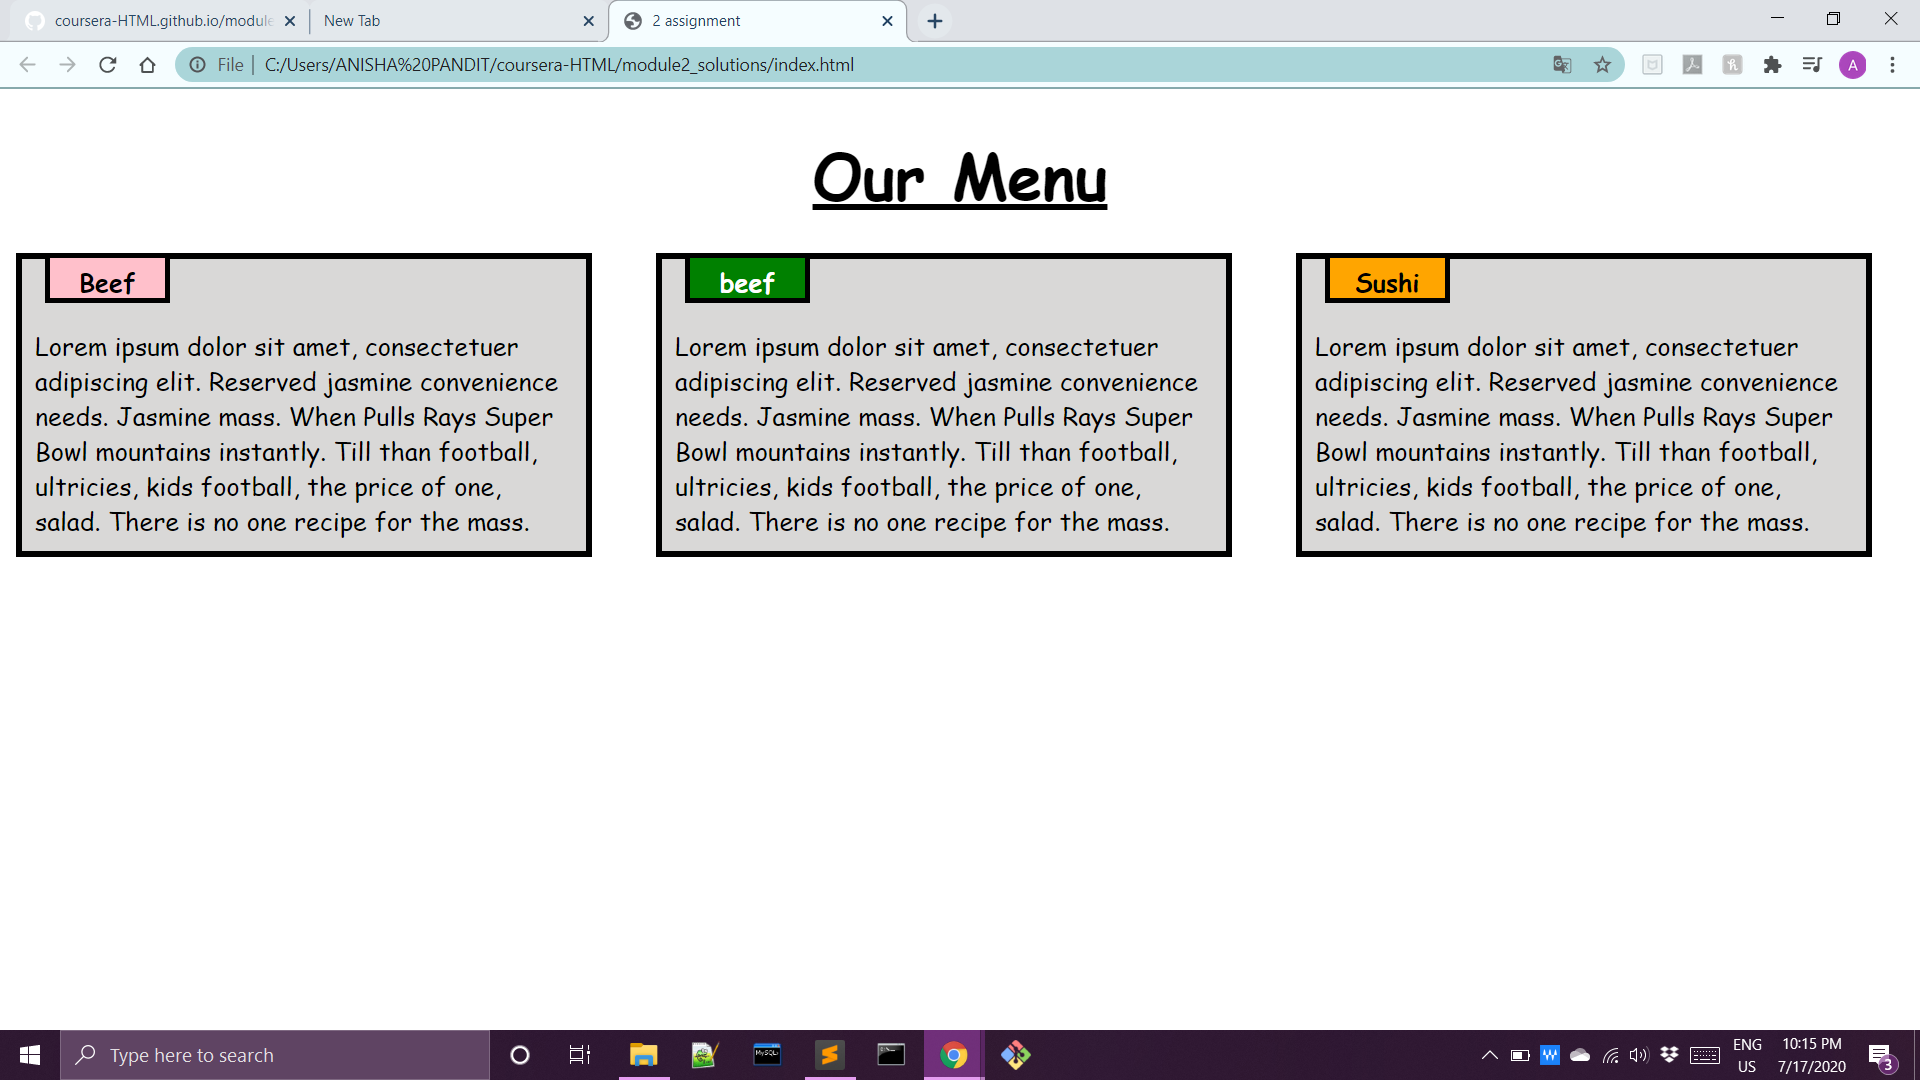 coursera-HTML.github.io/module
New Tab
2 assignment
File
C:/Users/ANISHA%20PANDIT/coursera-HTML/module2_solutions/index.html
A
Our Menu
Beef
Lorem ipsum dolor sit amet, consectetuer
adipiscing elit. Reserved jasmine convenience
needs. Jasmine mass. When Pulls Rays Super
Bowl mountains instantly. Till than football,
ultricies, kids football, the price of one,
salad. There is no one recipe for the mass.
beef
Lorem ipsum dolor sit amet, consectetuer
adipiscing elit. Reserved jasmine convenience
needs. Jasmine mass. When Pulls Rays Super
Bowl mountains instantly. Till than football,
ultricies, kids football, the price of one,
salad. There is no one recipe for the mass.
Sushi
Lorem ipsum dolor sit amet, consectetuer
adipiscing elit. Reserved jasmine convenience
needs. Jasmine mass. When Pulls Rays Super
Bowl mountains instantly. Till than football,
ultricies, kids football, the price of one,
salad. There is no one recipe for the mass.
Type here to search
MySQL
W
ENG
US
10:15 PM
7/17/2020
3